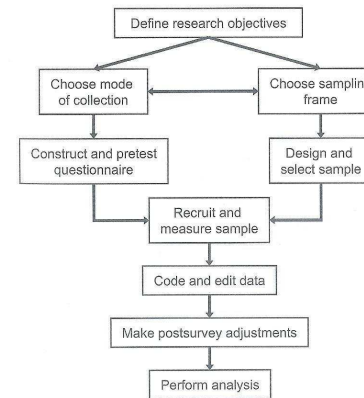 Define research objectives
Choose mode
of collection
Choose samplin
frame
Construct and pretest
questionnaire
Design and
select sample
Recruit and
measure sample
Code and edit data
Make postsurvey adjustments
Perform analysis